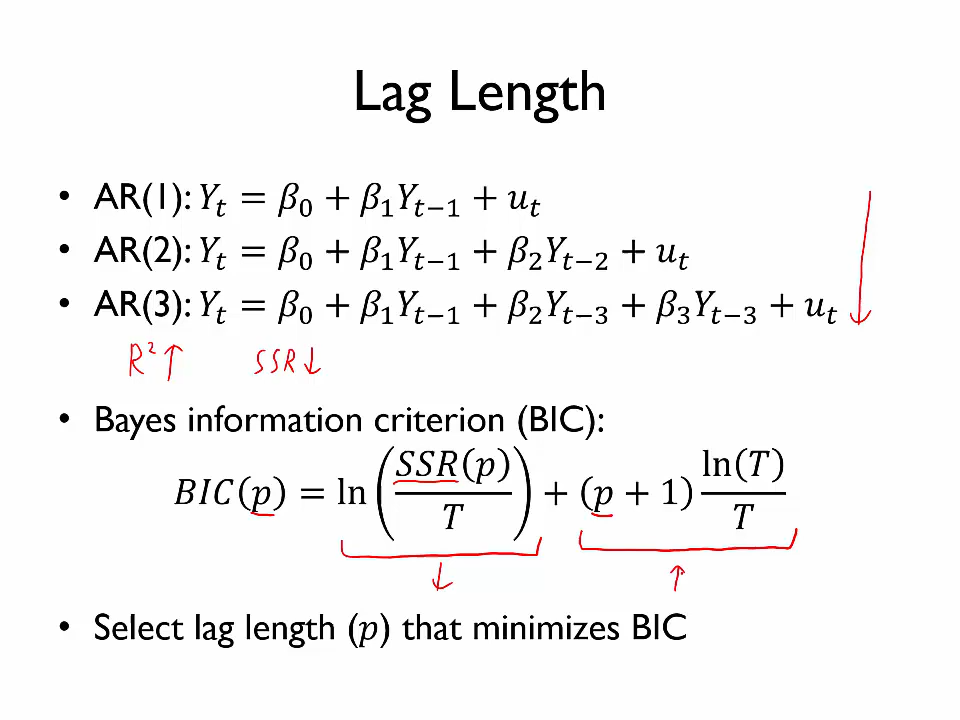 Lag Length
• AR(1): Yₜ = β₀ + β₁Yₜ₋₁ + uₜ
• AR(2): Yₜ = β₀ + β₁Yₜ₋₁ + β₂Yₜ₋₂ + uₜ
• AR(3): Yₜ = β₀ + β₁Yₜ₋₁ + β₂Yₜ₋₃ + β₃Yₜ₋₃ + uₜ
R² ↑ SSR ↓
• Bayes information criterion (BIC):
BIC(p) = ln(SSR(p)/T) + (p + 1) ln(T)/T
• Select lag length (p) that minimizes BIC